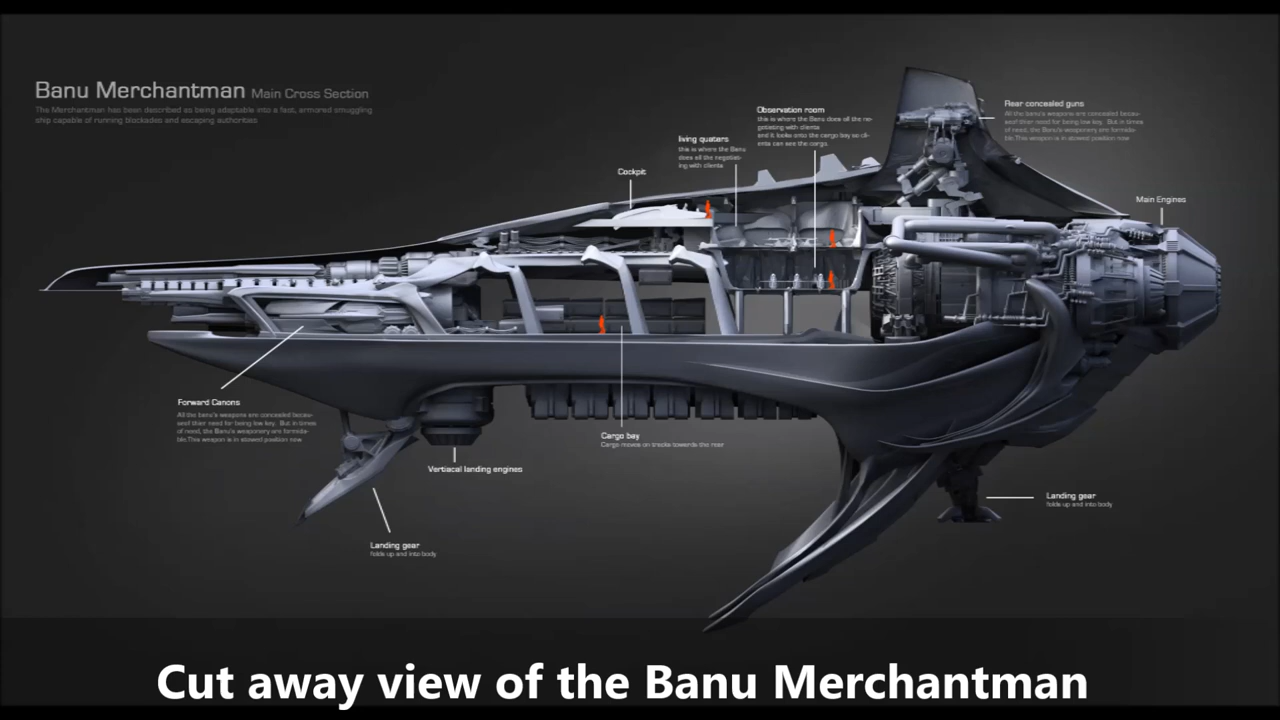 Banu Merchantman Main Cross Section
The Merchantman has been described as being adaptable into a fast, armored smuggling
ship capable of running blockades and escaping authorities
Observation room
this is where the Banu does all the ne-
gotiating with clients
and it looks onto the cargo bay so cli-
ents can see the cargo.
Rear concealed guns
All the banu's weapons are concealed becau-
seof thier need for being low key. But in times
of need, the Banu's weaponery are formida-
ble.This weapon is in stowed position now
living quaters
this is where the Banu
does all the negotiat-
ing with clients
Cockpit
Main Engines
Forward Canons
All the banu's weapons are concealed becau-
seof thier need for being low key. But in times
of need, the Banu's weaponery are formida-
ble.This weapon is in stowed position now
Cargo bay
Cargo moves on tracks towards the rear
Vertiacal landing engines
Landing gear
folds up and into body
Landing gear
folds up and into body
Cut away view of the Banu Merchantman